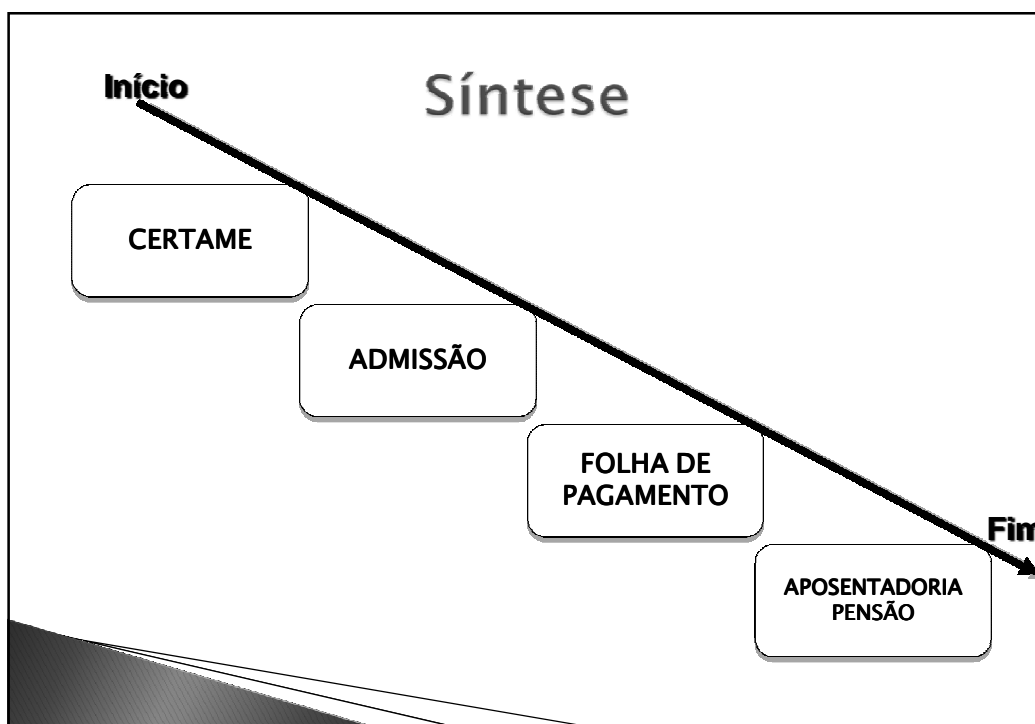 Início
Síntese
CERTAME
ADMISSÃO
FOLHA DE
PAGAMENTO
Fim
APOSENTADORIA
PENSÃO